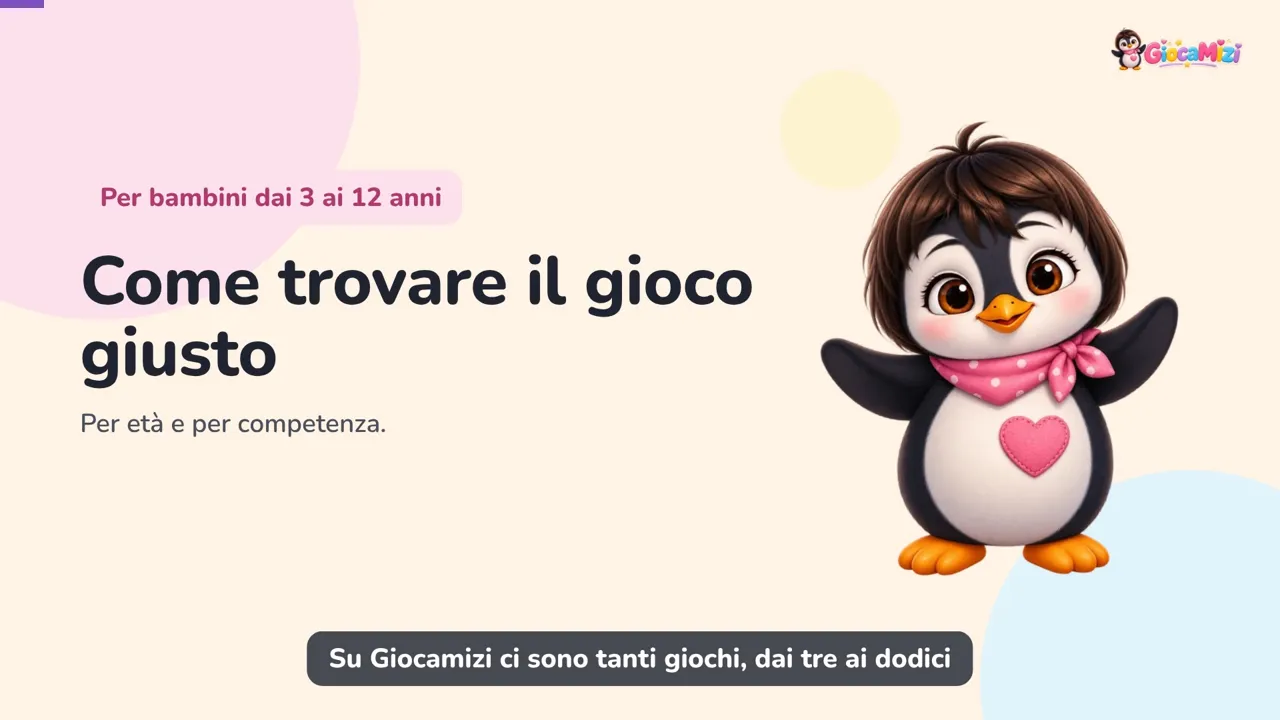 GiocaMizi
Per bambini dai 3 ai 12 anni
Come trovare il gioco
giusto
Per età e per competenza.
Su Giocamizi ci sono tanti giochi, dai tre ai dodici